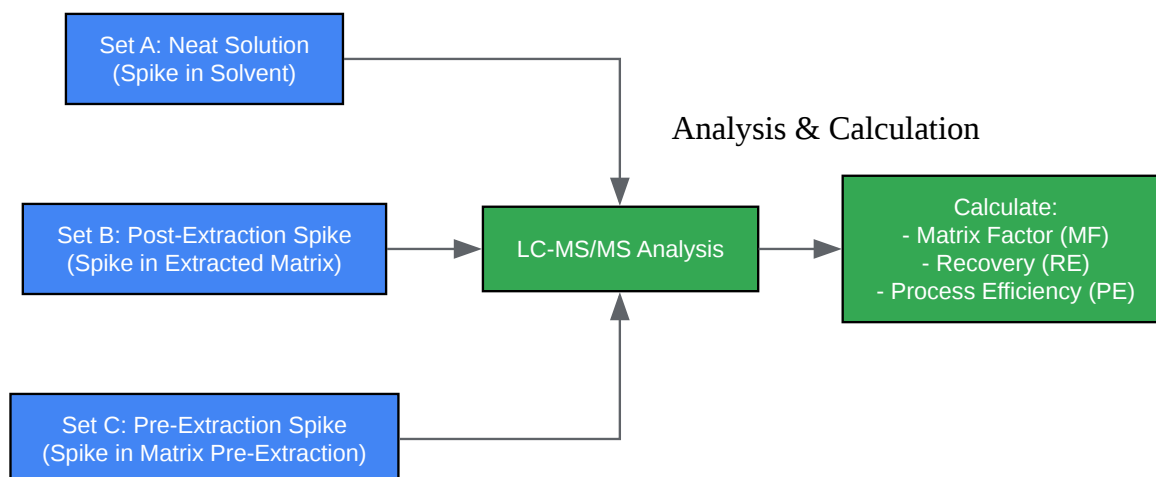 Set A: Neat Solution
(Spike in Solvent)
Analysis & Calculation
Set B: Post-Extraction Spike
(Spike in Extracted Matrix)
LC-MS/MS Analysis
Calculate:
- Matrix Factor (MF)
- Recovery (RE)
- Process Efficiency (PE)
Set C: Pre-Extraction Spike
(Spike in Matrix Pre-Extraction)